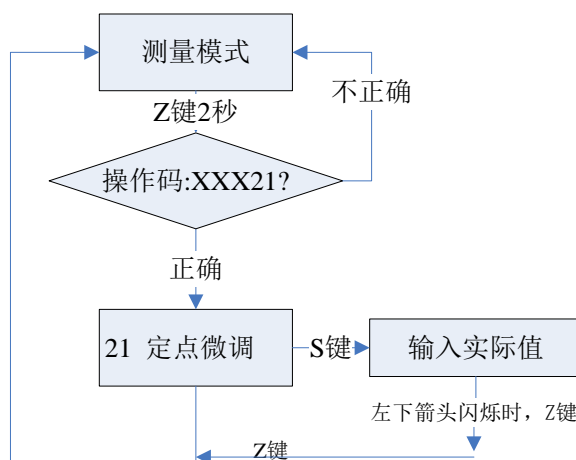 测量模式
不正确
Z键2秒
操作码:XXX21?
正确
21 定点微调
S键
输入实际值
左下箭头闪烁时，Z键
Z键